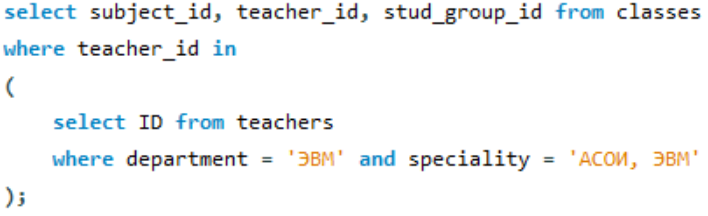 select subject_id, teacher_id, stud_group_id from classes
where teacher_id in
(
select ID from teachers
where department = 'ЭВМ' and speciality = 'АСОИ, ЭВМ'
);